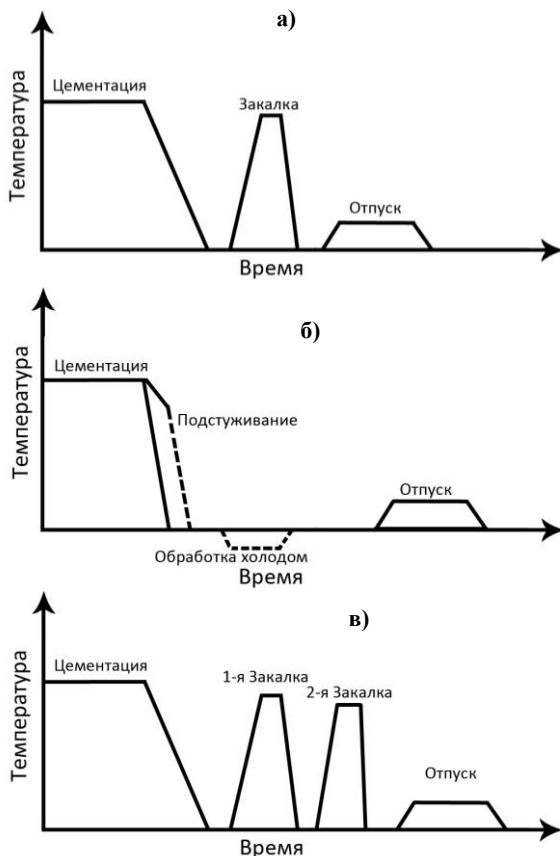 а)
Цементация
Закалка
Отпуск
Температура
Время
б)
Цементация
Подстуживание
Отпуск
Обработка холодом
Температура
Время
в)
Цементация
1-я Закалка
2-я Закалка
Отпуск
Температура
Время